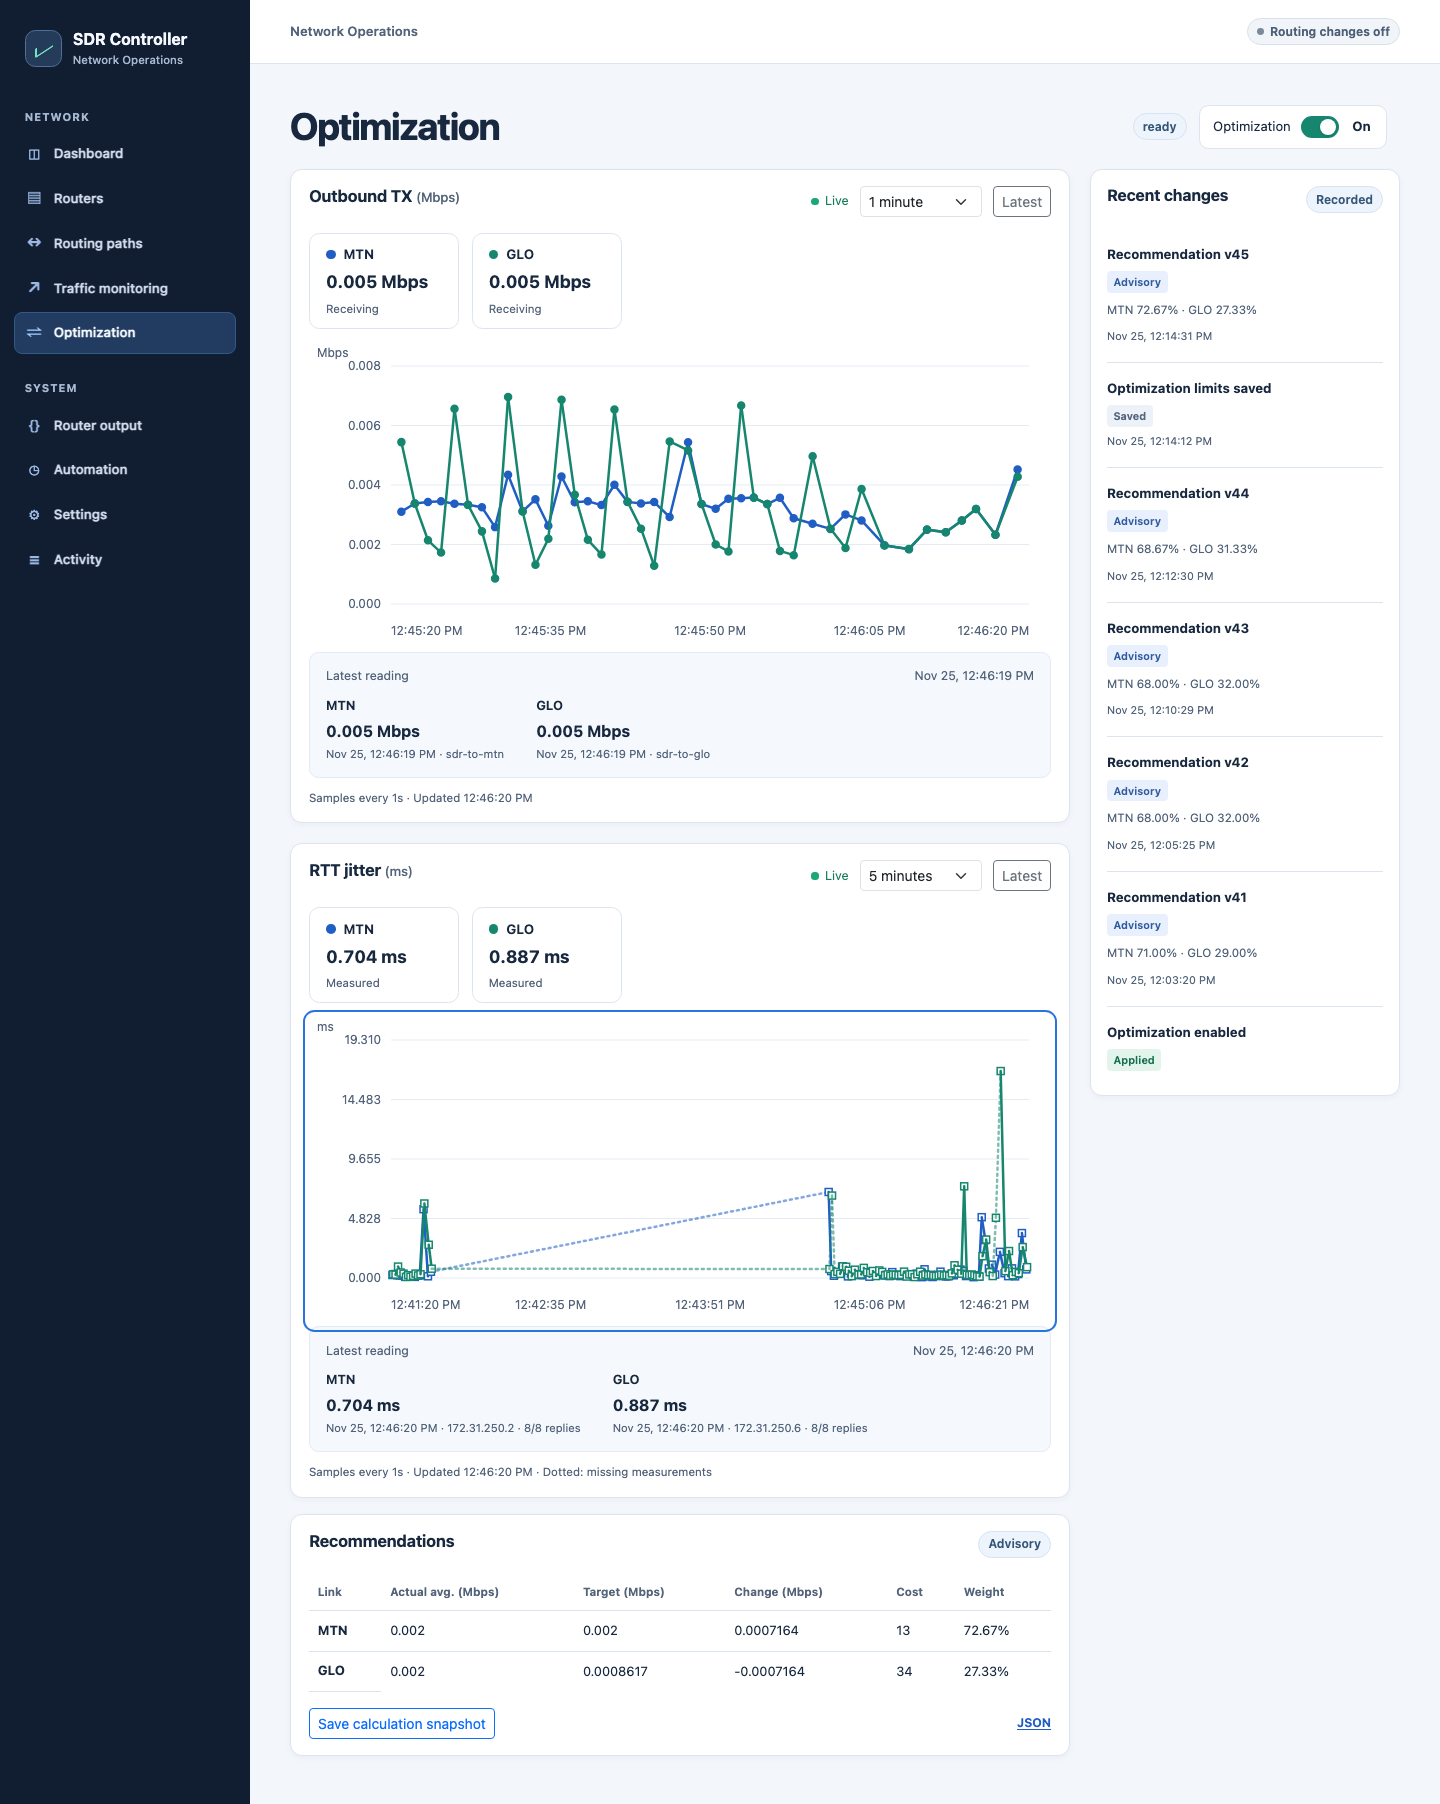 SDR Controller
Network Operations
NETWORK
Dashboard
Routers
Routing paths
Traffic monitoring
Optimization
SYSTEM
Router output
Automation
Settings
Activity
Network Operations
Routing changes off
Optimization
ready
Optimization On
Outbound TX (Mbps)
Live
1 minute
Latest
MTN
0.005 Mbps
Receiving
GLO
0.005 Mbps
Receiving
Mbps
0.008
0.006
0.004
0.002
0.000
12:45:20 PM 12:45:35 PM 12:45:50 PM 12:46:05 PM 12:46:20 PM
Latest reading Nov 25, 12:46:19 PM
MTN
0.005 Mbps
Nov 25, 12:46:19 PM · sdr-to-mtn
GLO
0.005 Mbps
Nov 25, 12:46:19 PM · sdr-to-glo
Samples every 1s · Updated 12:46:20 PM
RTT jitter (ms)
Live
5 minutes
Latest
MTN
0.704 ms
Measured
GLO
0.887 ms
Measured
ms
19.310
14.483
9.655
4.828
0.000
12:41:20 PM 12:42:35 PM 12:43:51 PM 12:45:06 PM 12:46:21 PM
Latest reading Nov 25, 12:46:20 PM
MTN
0.704 ms
Nov 25, 12:46:20 PM · 172.31.250.2 · 8/8 replies
GLO
0.887 ms
Nov 25, 12:46:20 PM · 172.31.250.6 · 8/8 replies
Samples every 1s · Updated 12:46:20 PM · Dotted: missing measurements
Recommendations
Advisory
Link Actual avg. (Mbps) Target (Mbps) Change (Mbps) Cost Weight
MTN 0.002 0.002 0.0007164 13 72.67%
GLO 0.002 0.0008617 -0.0007164 34 27.33%
Save calculation snapshot
JSON
Recent changes
Recorded
Recommendation v45
Advisory
MTN 72.67% · GLO 27.33%
Nov 25, 12:14:31 PM
Optimization limits saved
Saved
Nov 25, 12:14:12 PM
Recommendation v44
Advisory
MTN 68.67% · GLO 31.33%
Nov 25, 12:12:30 PM
Recommendation v43
Advisory
MTN 68.00% · GLO 32.00%
Nov 25, 12:10:29 PM
Recommendation v42
Advisory
MTN 68.00% · GLO 32.00%
Nov 25, 12:05:25 PM
Recommendation v41
Advisory
MTN 71.00% · GLO 29.00%
Nov 25, 12:03:20 PM
Optimization enabled
Applied